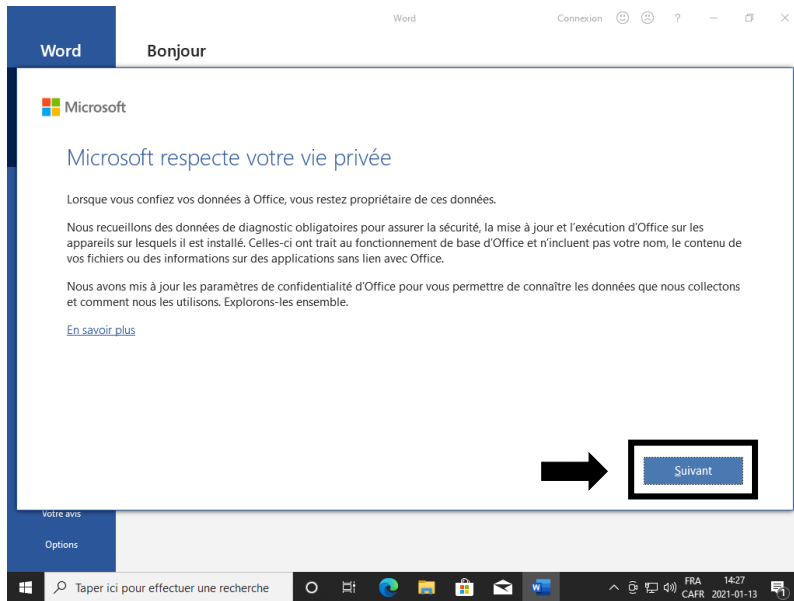 Word
Connexion
?
Word
Bonjour
Microsoft
Microsoft respecte votre vie privée
Lorsque vous confiez vos données à Office, vous restez propriétaire de ces données.
Nous recueillons des données de diagnostic obligatoires pour assurer la sécurité, la mise à jour et l'exécution d'Office sur les
appareils sur lesquels il est installé. Celles-ci ont trait au fonctionnement de base d'Office et n'incluent pas votre nom, le contenu de
vos fichiers ou des informations sur des applications sans lien avec Office.
Nous avons mis à jour les paramètres de confidentialité d'Office pour vous permettre de connaître les données que nous collectons
et comment nous les utilisons. Explorons-les ensemble.
En savoir plus
Suivant
Votre avis
Options
Taper ici pour effectuer une recherche
W
FRA
CAFR
14:27
2021-01-13
1